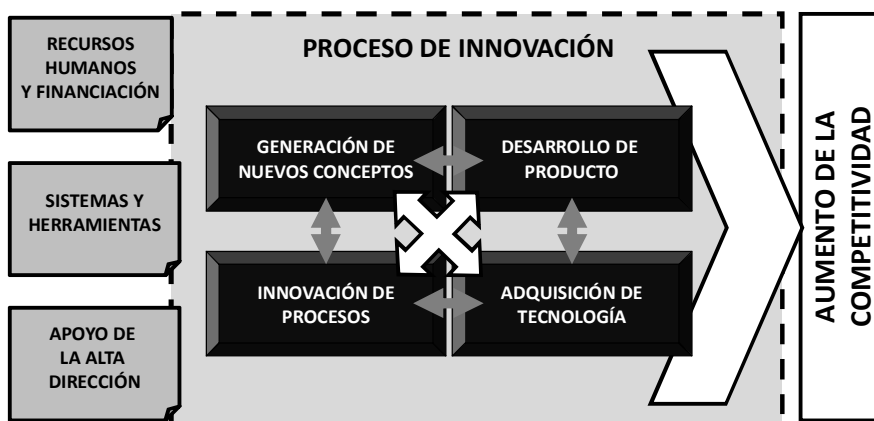 RECURSOS
HUMANOS
Y FINANCIACIÓN
SISTEMAS Y
HERRAMIENTAS
APOYO DE
LA ALTA
DIRECCIÓN
PROCESO DE INNOVACIÓN
GENERACIÓN DE
NUEVOS CONCEPTOS
DESARROLLO DE
PRODUCTO
INNOVACIÓN DE
PROCESOS
ADQUISICIÓN DE
TECNOLOGÍA
AUMENTO DE LA
COMPETITIVIDAD